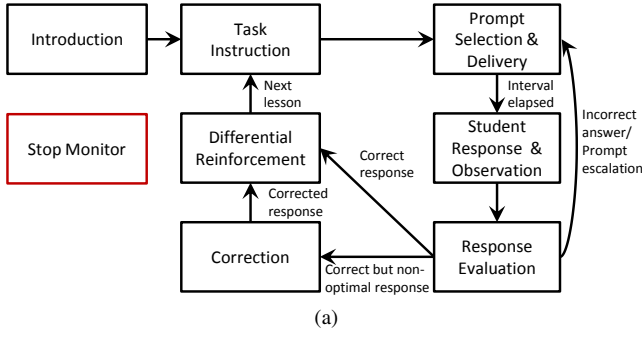 Introduction
Task
Instruction
Prompt
Selection &
Delivery
Next
lesson
Interval
elapsed
Incorrect
answer/
Prompt
escalation
Stop Monitor
Differential
Reinforcement
Correct
response
Student
Response &
Observation
Corrected
response
Correction
Correct but non-
optimal response
Response
Evaluation
(a)